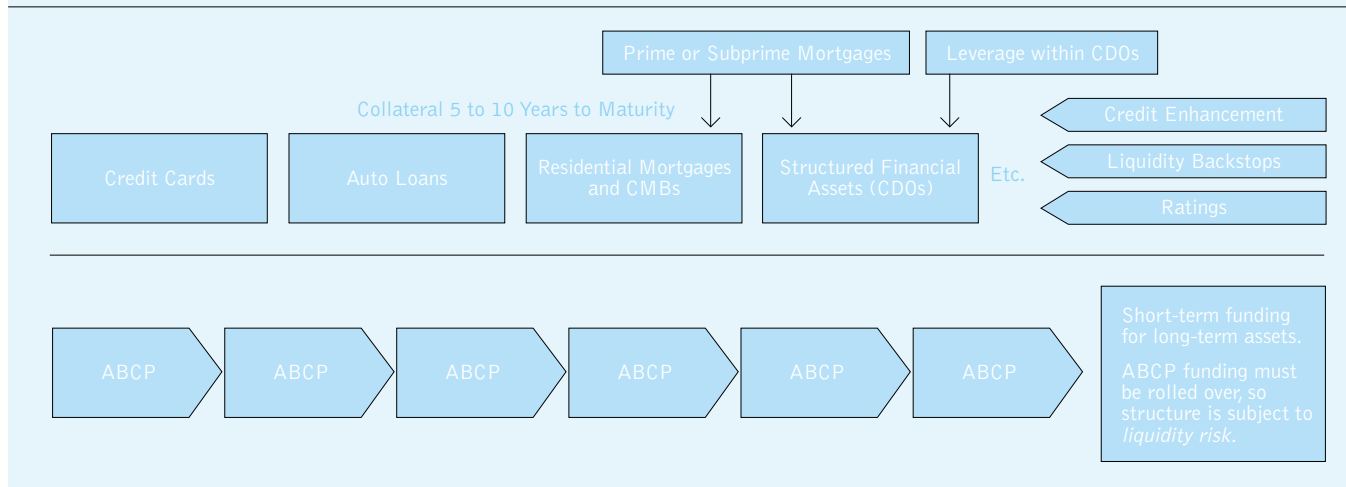 Prime or Subprime Mortgages
Leverage within CDOs
Collateral 5 to 10 Years to Maturity
Credit Cards
Auto Loans
Residential Mortgages
and CMBs
Structured Financial
Assets (CDOs)
Etc.
Credit Enhancement
Liquidity Backstops
Ratings
ABCP
ABCP
ABCP
ABCP
ABCP
ABCP
Short-term funding
for long-term assets.
ABCP funding must
be rolled over, so
structure is subject to
liquidity risk.